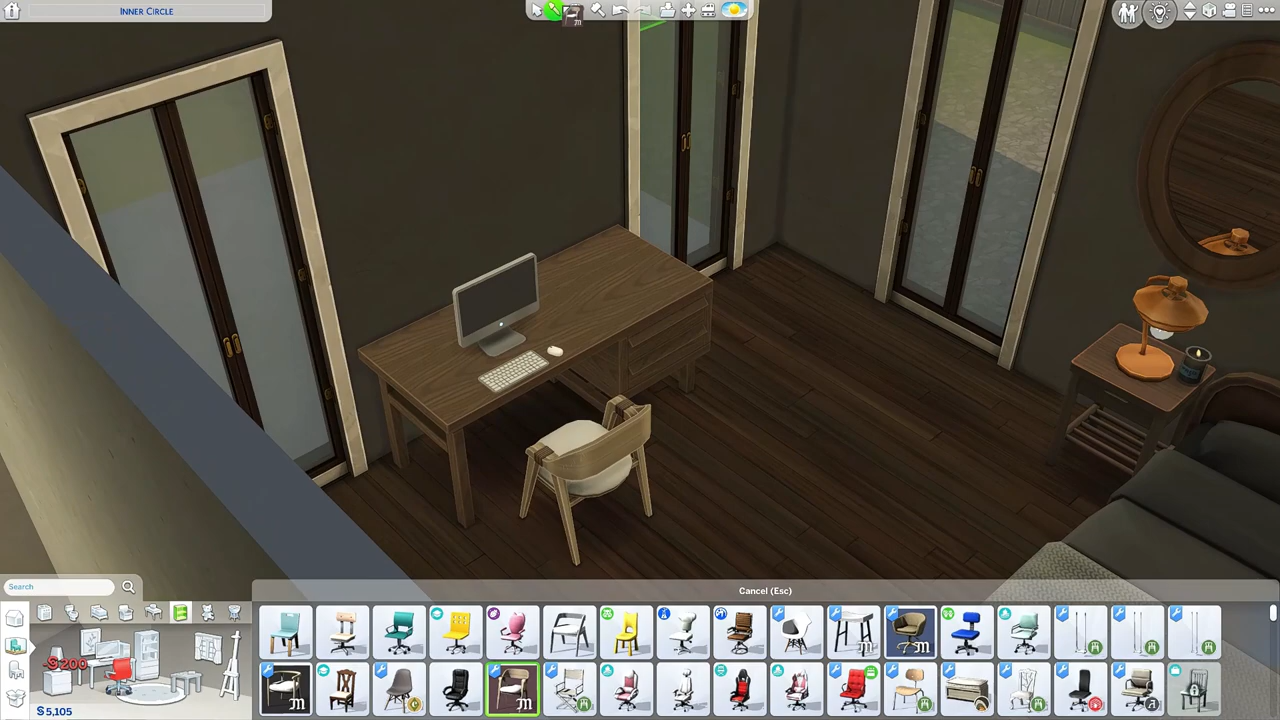 INNER CIRCLE
Cancel (Esc)
Search
-§200
§5,105